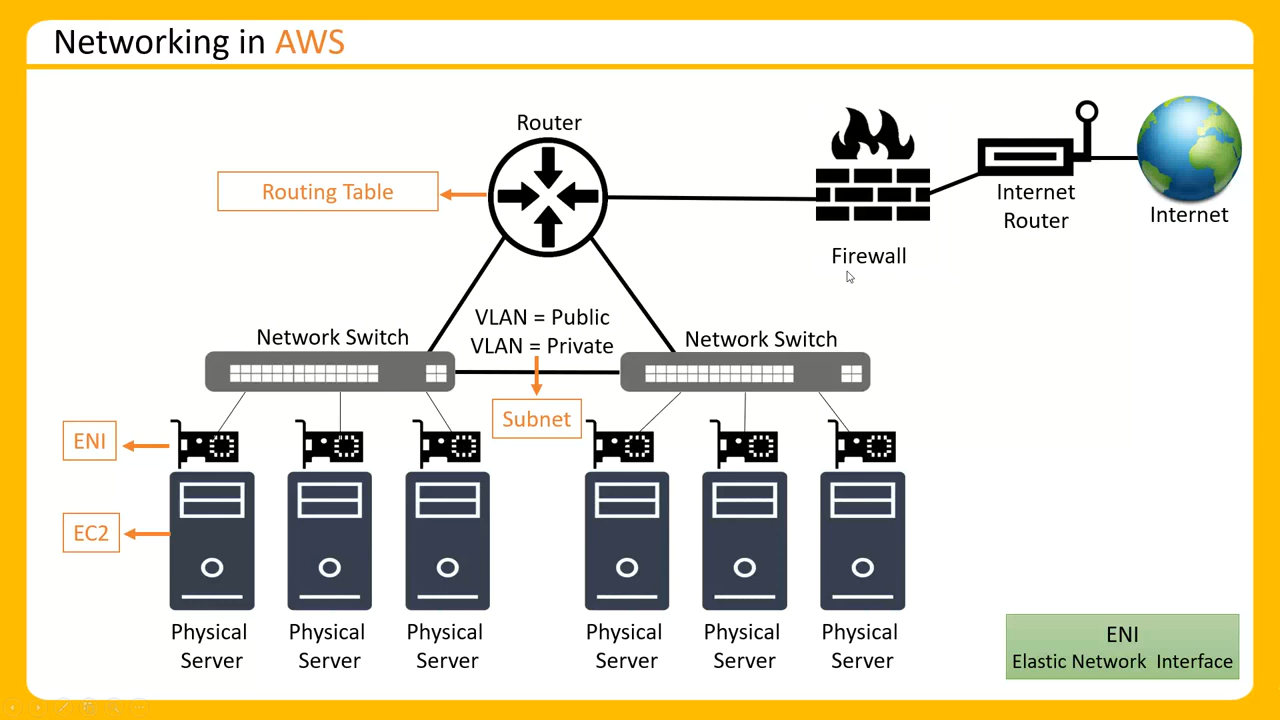 Networking in AWS
Router
Routing Table
Internet
Router
Internet
Firewall
VLAN = Public
VLAN = Private
Network Switch
Network Switch
Subnet
ENI
EC2
Physical
Server
Physical
Server
Physical
Server
Physical
Server
Physical
Server
Physical
Server
ENI
Elastic Network Interface